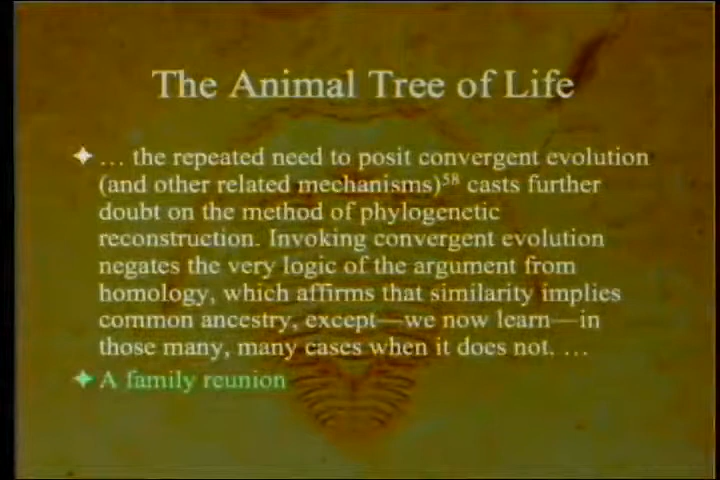 The Animal Tree of Life
… the repeated need to posit convergent evolution
(and other related mechanisms)⁵⁸ casts further
doubt on the method of phylogenetic
reconstruction. Invoking convergent evolution
negates the very logic of the argument from
homology, which affirms that similarity implies
common ancestry, except—we now learn—in
those many, many cases when it does not. …
A family reunion